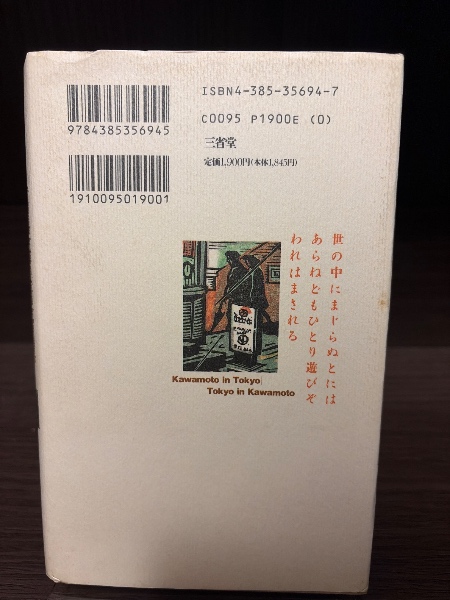 ISBN4-385-35694-7
C0095 P1900E (0)
9784385356945
三省堂
定価1,900円(本体1,845円)
1910095019001
世の中にまじらぬとには
あらねどもひとり遊びぞ
われはまされる
Kawamoto in Tokyo
Tokyo in Kawamoto